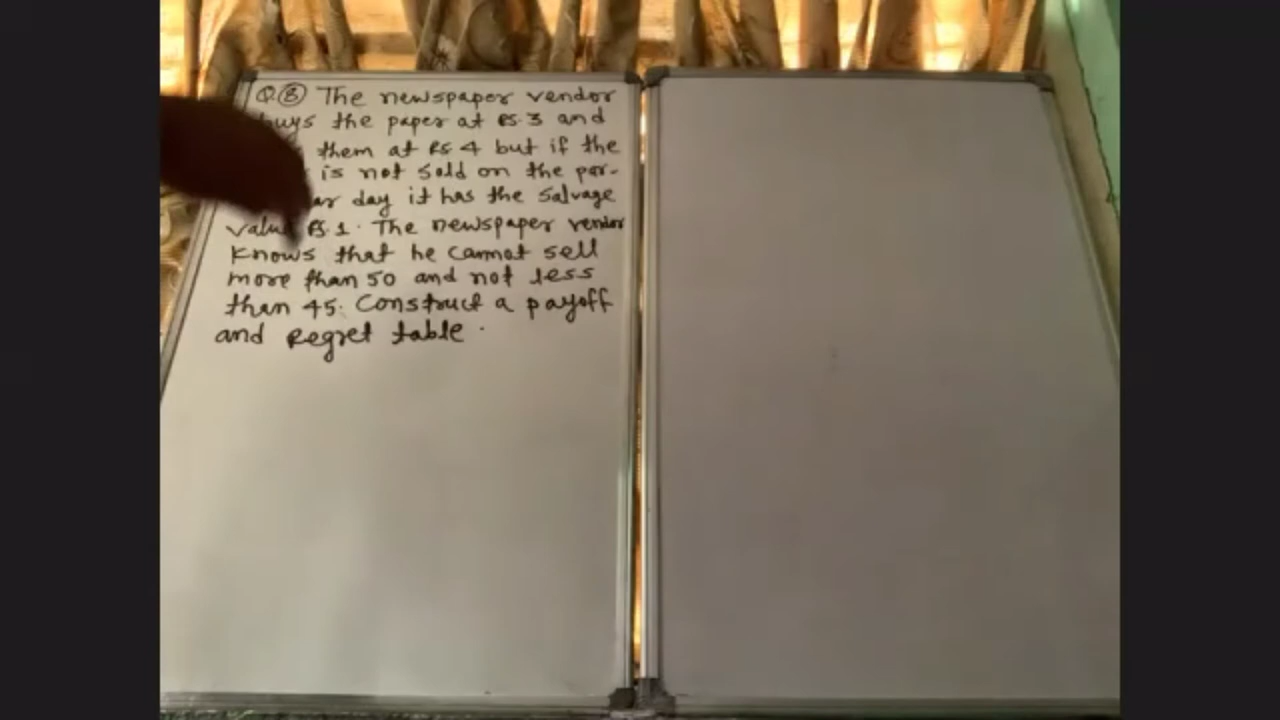 Q.⑧ The newspaper vendor
buys the paper at Rs.3 and
them at Rs 4 but if the
is not sold on the par-
day it has the salvage
value Rs.1. The newspaper vendor
knows that he cannot sell
more than 50 and not less
than 45. Construct a payoff
and Regret table.